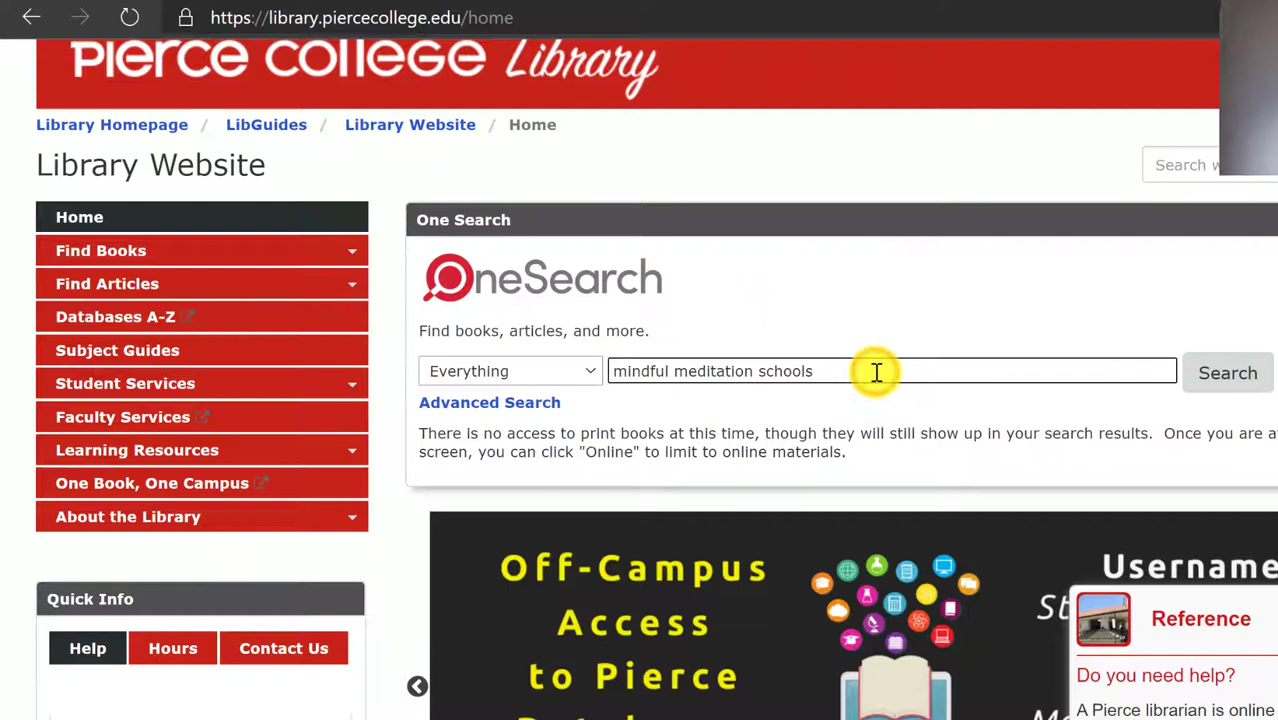 https://library.piercecollege.edu/home
PIERCE COLLEGE Library
Library Homepage / LibGuides / Library Website / Home
Library Website
Search
Home
Find Books
Find Articles
Databases A-Z
Subject Guides
Student Services
Faculty Services
Learning Resources
One Book, One Campus
About the Library
Quick Info
Help Hours Contact Us
One Search
OneSearch
Find books, articles, and more.
Everything mindful meditation schools Search
Advanced Search
There is no access to print books at this time, though they will still show up in your search results. Once you are
screen, you can click "Online" to limit to online materials.
Off-Campus
Access
to Pierce
Username
Reference
Do you need help?
A Pierce librarian is online